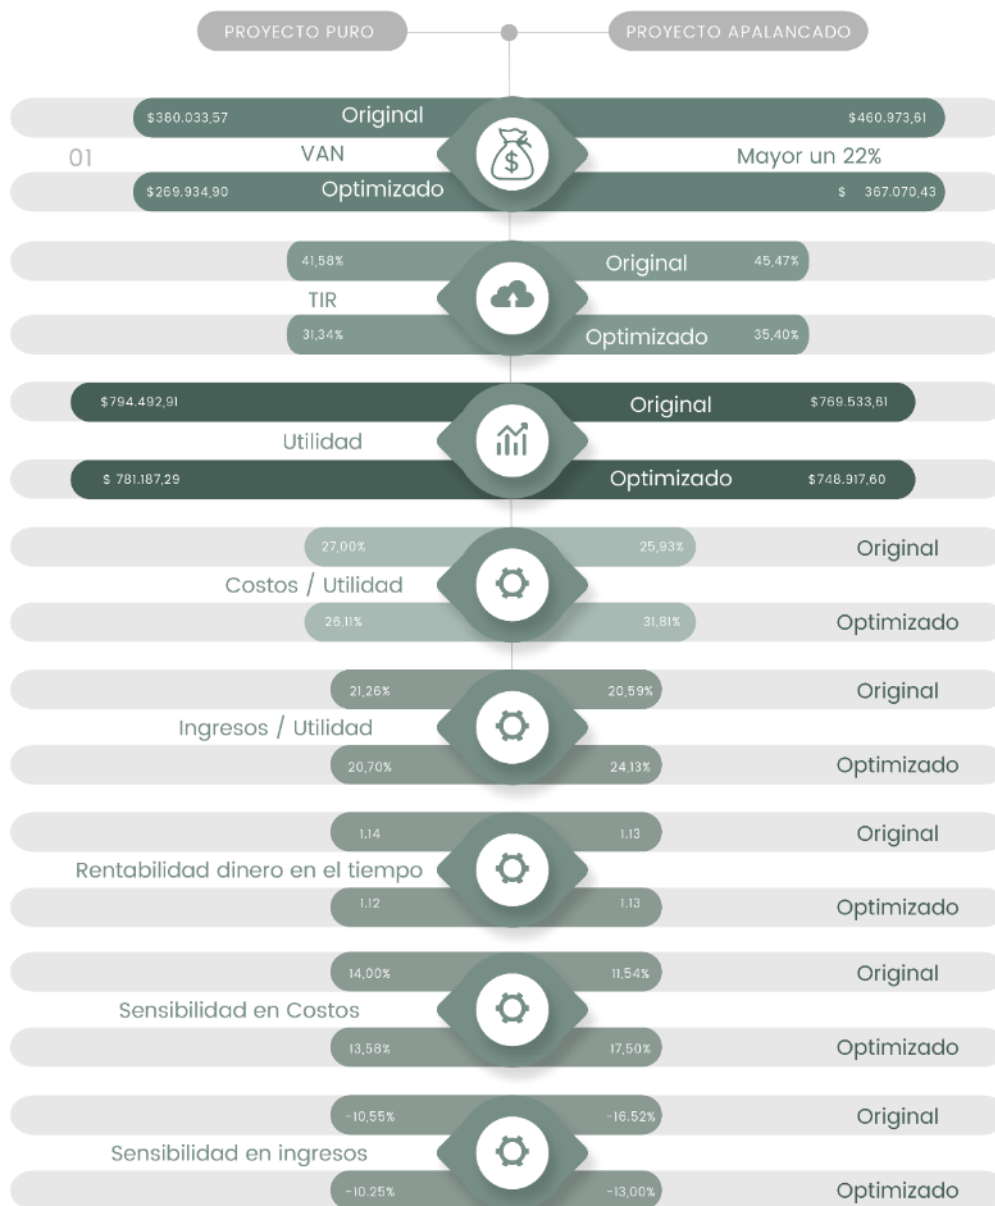 PROYECTO PURO PROYECTO APALANCADO
$380.033,57 Original $460.973,61
01 VAN Mayor un 22%
$269.934,90 Optimizado $ 367.070,43
41,58% Original 45,47%
TIR
31,34% Optimizado 35,40%
$794.492,91 Original $769.533,61
Utilidad
$ 781.187,29 Optimizado $748.917,60
27,00% 25,93% Original
Costos / Utilidad
26,11% 31,81% Optimizado
21,26% 20,59% Original
Ingresos / Utilidad
20,70% 24,13% Optimizado
1.14 1.13 Original
Rentabilidad dinero en el tiempo
1.12 1.13 Optimizado
14,00% 11,54% Original
Sensibilidad en Costos
13,58% 17,50% Optimizado
-10,55% -16.52% Original
Sensibilidad en ingresos
-10.25% -13,00% Optimizado